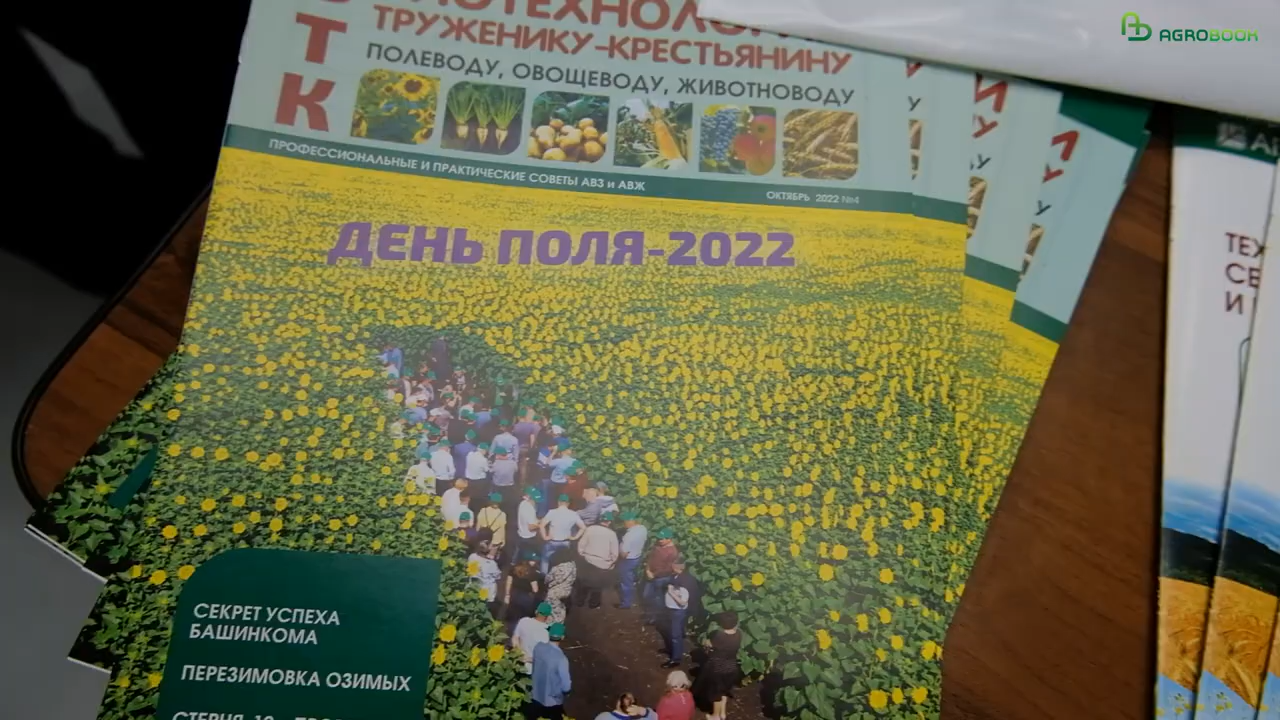 AGROBOOK
БТК
ТРУЖЕНИКУ-КРЕСТЬЯНИНУ
ПОЛЕВОДУ, ОВОЩЕВОДУ, ЖИВОТНОВОДУ
ПРОФЕССИОНАЛЬНЫЕ И ПРАКТИЧЕСКИЕ СОВЕТЫ АВЗ и АВЖ
ОКТЯБРЬ 2022 №4
ДЕНЬ ПОЛЯ-2022
СЕКРЕТ УСПЕХА
БАШИНКОМА
ПЕРЕЗИМОВКА ОЗИМЫХ